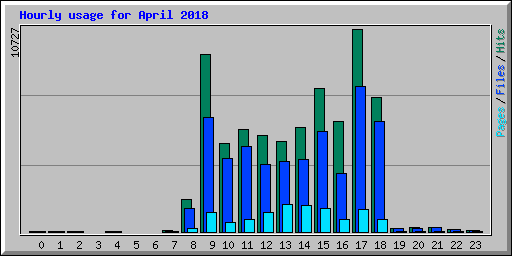 Hourly usage for April 2018
10727
Pages / Files / Hits
0 1 2 3 4 5 6 7 8 9 10 11 12 13 14 15 16 17 18 19 20 21 22 23